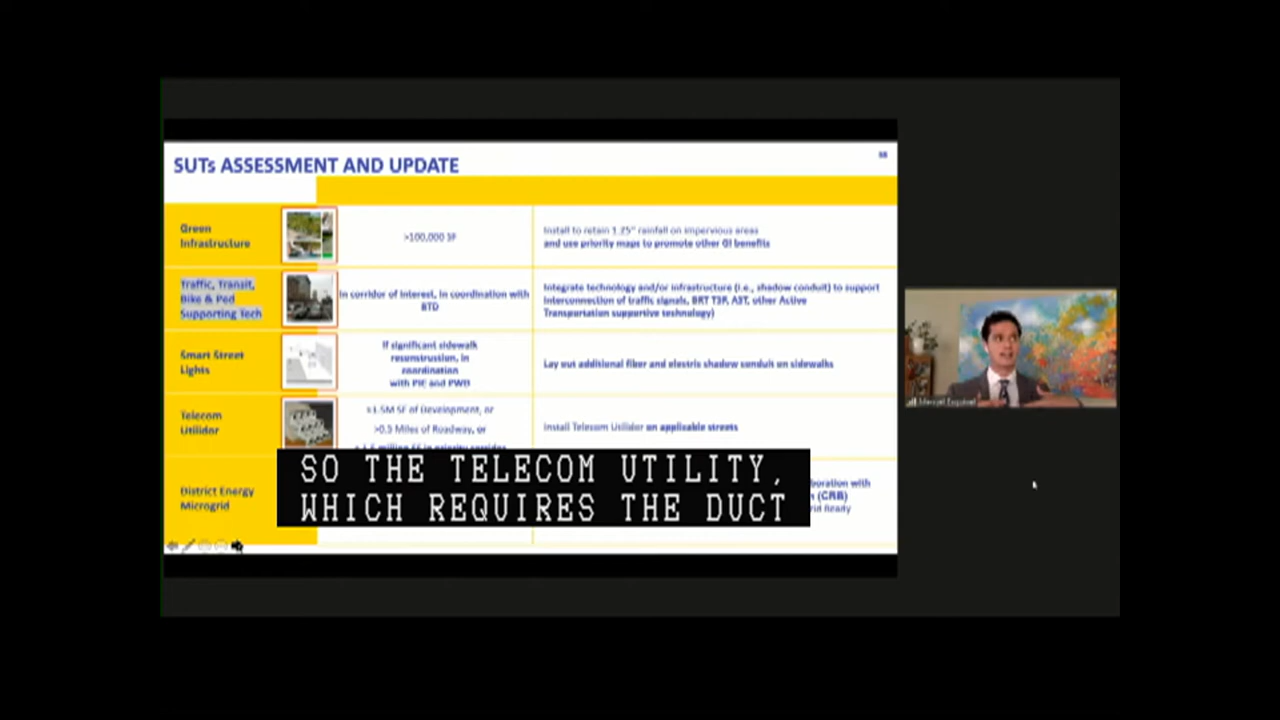 SUTs ASSESSMENT AND UPDATE
Green
Infrastructure
>100,000 SF
Install to retain 1.25" rainfall on impervious areas
and use priority maps to promote other GI benefits
Traffic, Transit,
Bike & Ped
Supporting Tech
In corridor of interest, in coordination with
BTD
Integrate technology and/or infrastructure (i.e., shadow conduit) to support
interconnection of traffic signals, BRT TSP, AST, other Active
Transportation supportive technology)
Smart Street
Lights
If significant sidewalk
reconstruction, in
coordination
with PIE and PWD
Lay out additional fiber and electric shadow conduit on sidewalks
Telecom
Utilidor
>1.5M SF of Development, or
>0.5 Miles of Roadway, or
Install Telecom Utilidor on applicable streets
District Energy
Microgrid
SO THE TELECOM UTILITY,
WHICH REQUIRES THE DUCT
Manuel Esquivel